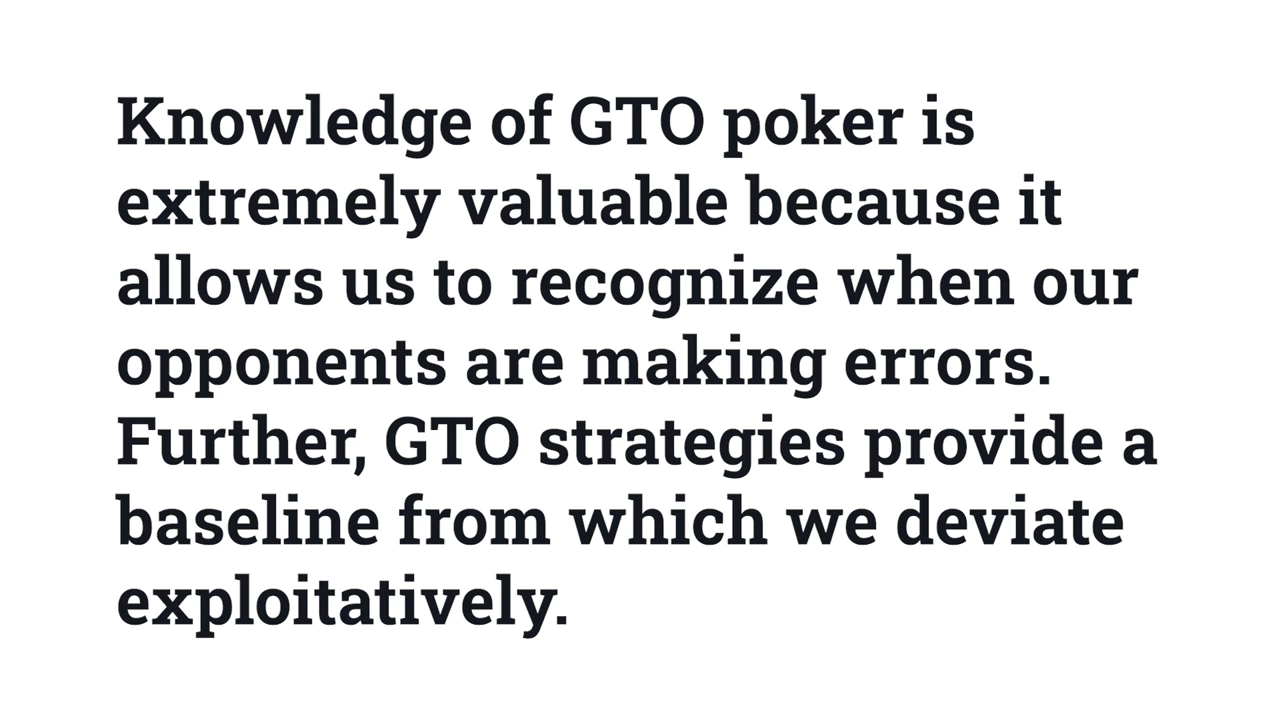 Knowledge of GTO poker is
extremely valuable because it
allows us to recognize when our
opponents are making errors.
Further, GTO strategies provide a
baseline from which we deviate
exploitatively.